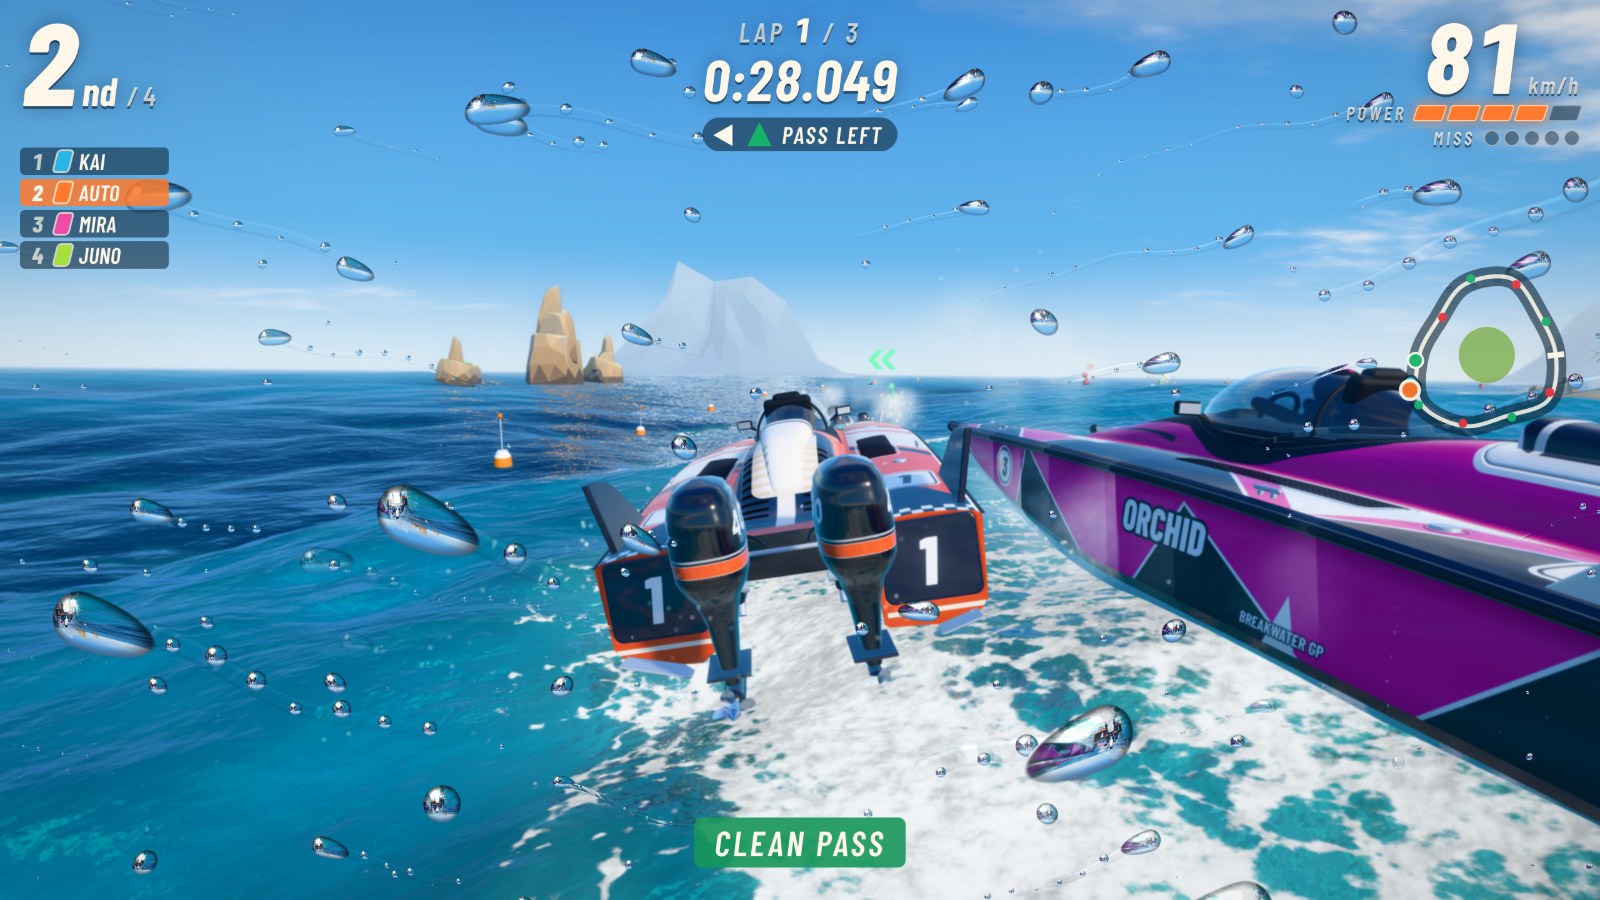 2nd / 4
LAP 1 / 3
0:28.049
PASS LEFT
81 km/h
POWER
MISS
1 KAI
2 AUTO
3 MIRA
4 JUNO
3
ORCHID
BREAKWATER GP
1
1
CLEAN PASS